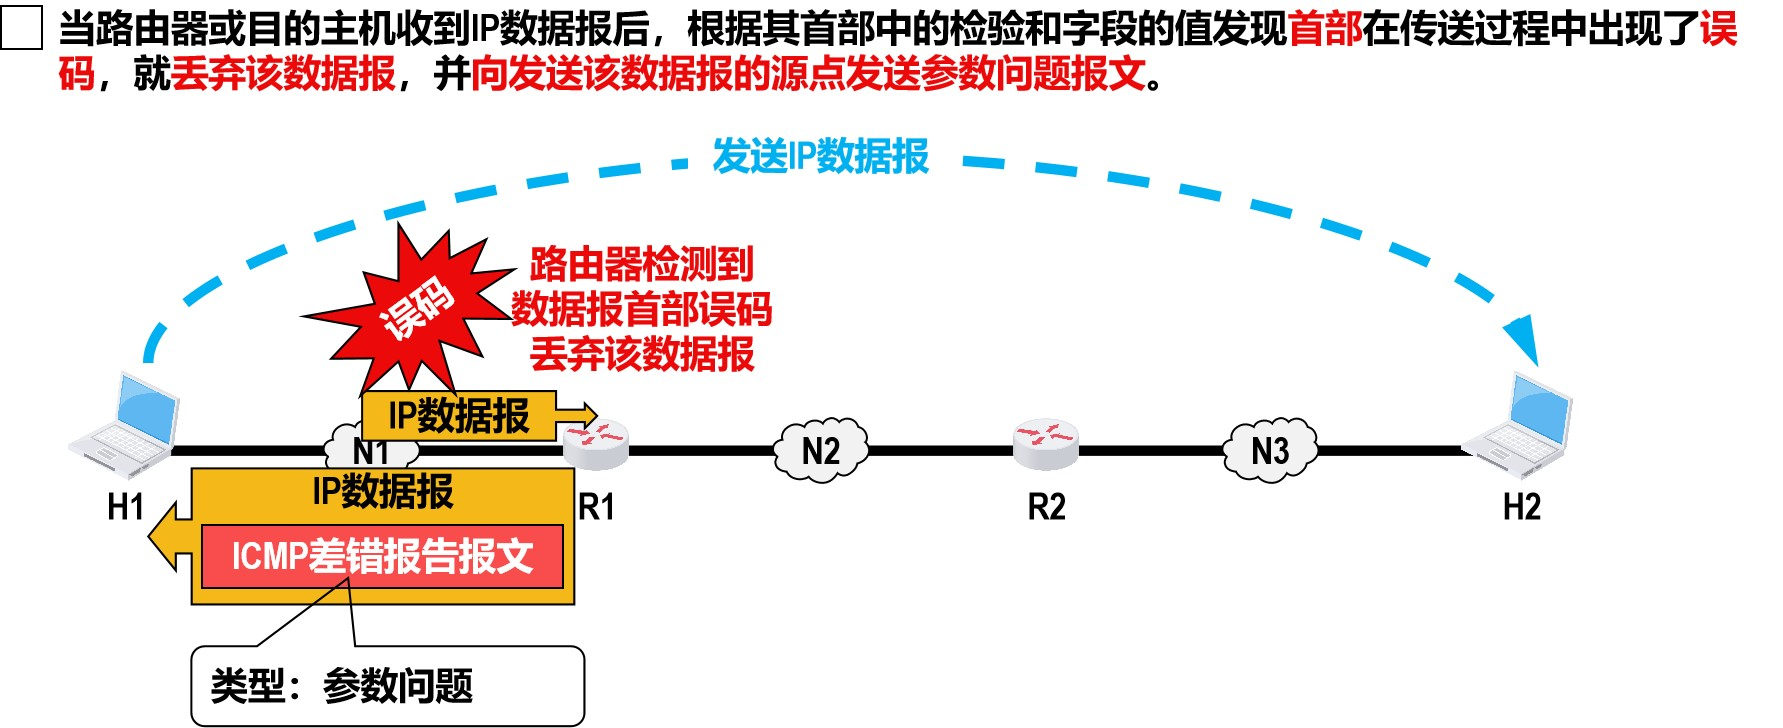 当路由器或目的主机收到IP数据报后，根据其首部中的检验和字段的值发现首部在传送过程中出现了误
码，就丢弃该数据报，并向发送该数据报的源点发送参数问题报文。
发送IP数据报
误码
路由器检测到
数据报首部误码
丢弃该数据报
IP数据报
N1
N2
N3
H1
IP数据报
R1
R2
H2
ICMP差错报告报文
类型：参数问题